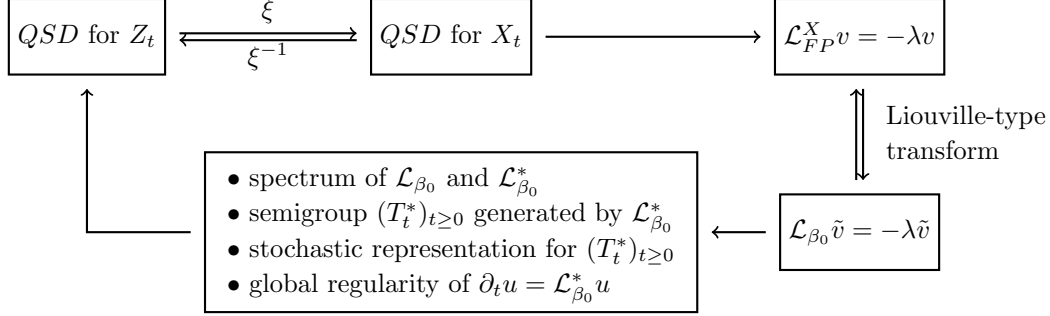 QSD for Z_t
ξ
ξ^{-1}
QSD for X_t
\mathcal{L}^X_{FP} v = −λv
Liouville-type
transform
• spectrum of \mathcal{L}_{β_0} and \mathcal{L}^*_{β_0}
• semigroup (T^*_t)_{t≥0} generated by \mathcal{L}^*_{β_0}
• stochastic representation for (T^*_t)_{t≥0}
• global regularity of ∂_t u = \mathcal{L}^*_{β_0} u
\mathcal{L}_{β_0} \tilde{v} = −λ\tilde{v}